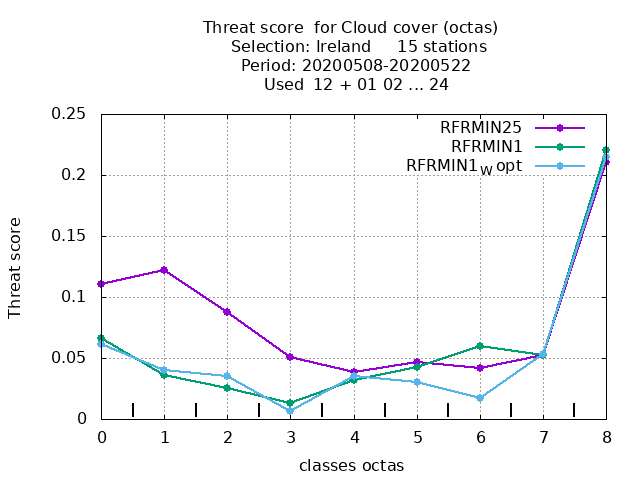 Threat score  for Cloud cover (octas)
Selection: Ireland     15 stations
Period: 20200508-20200522
Used  12 + 01 02 ... 24
RFRMIN25
RFRMIN1
RFRMIN1W opt
0.25
0.2
0.15
0.1
0.05
0
Threat score
0 1 2 3 4 5 6 7 8
classes octas